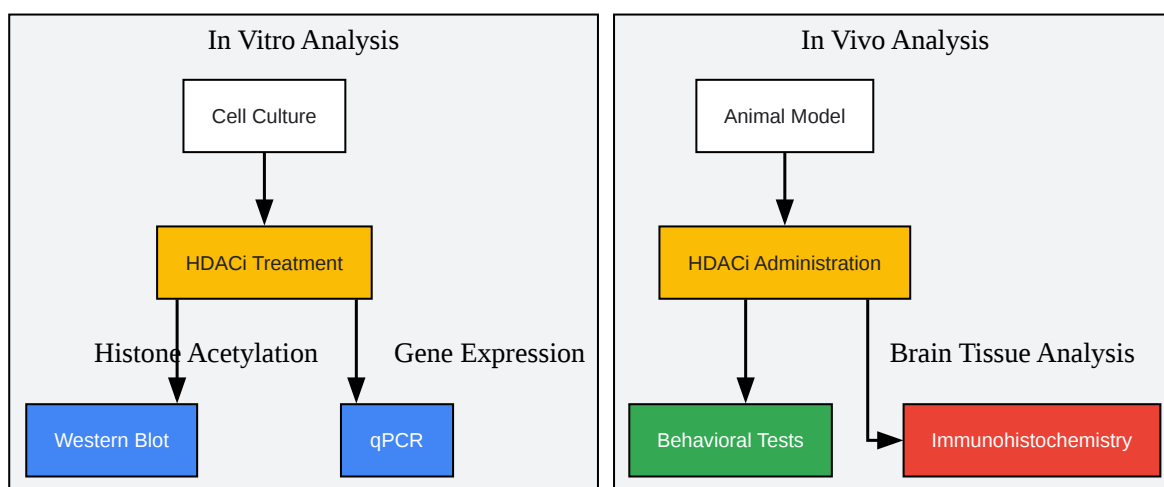 In Vitro Analysis
Cell Culture
HDACi Treatment
Histone Acetylation
Gene Expression
Western Blot
qPCR
In Vivo Analysis
Animal Model
HDACi Administration
Brain Tissue Analysis
Behavioral Tests
Immunohistochemistry